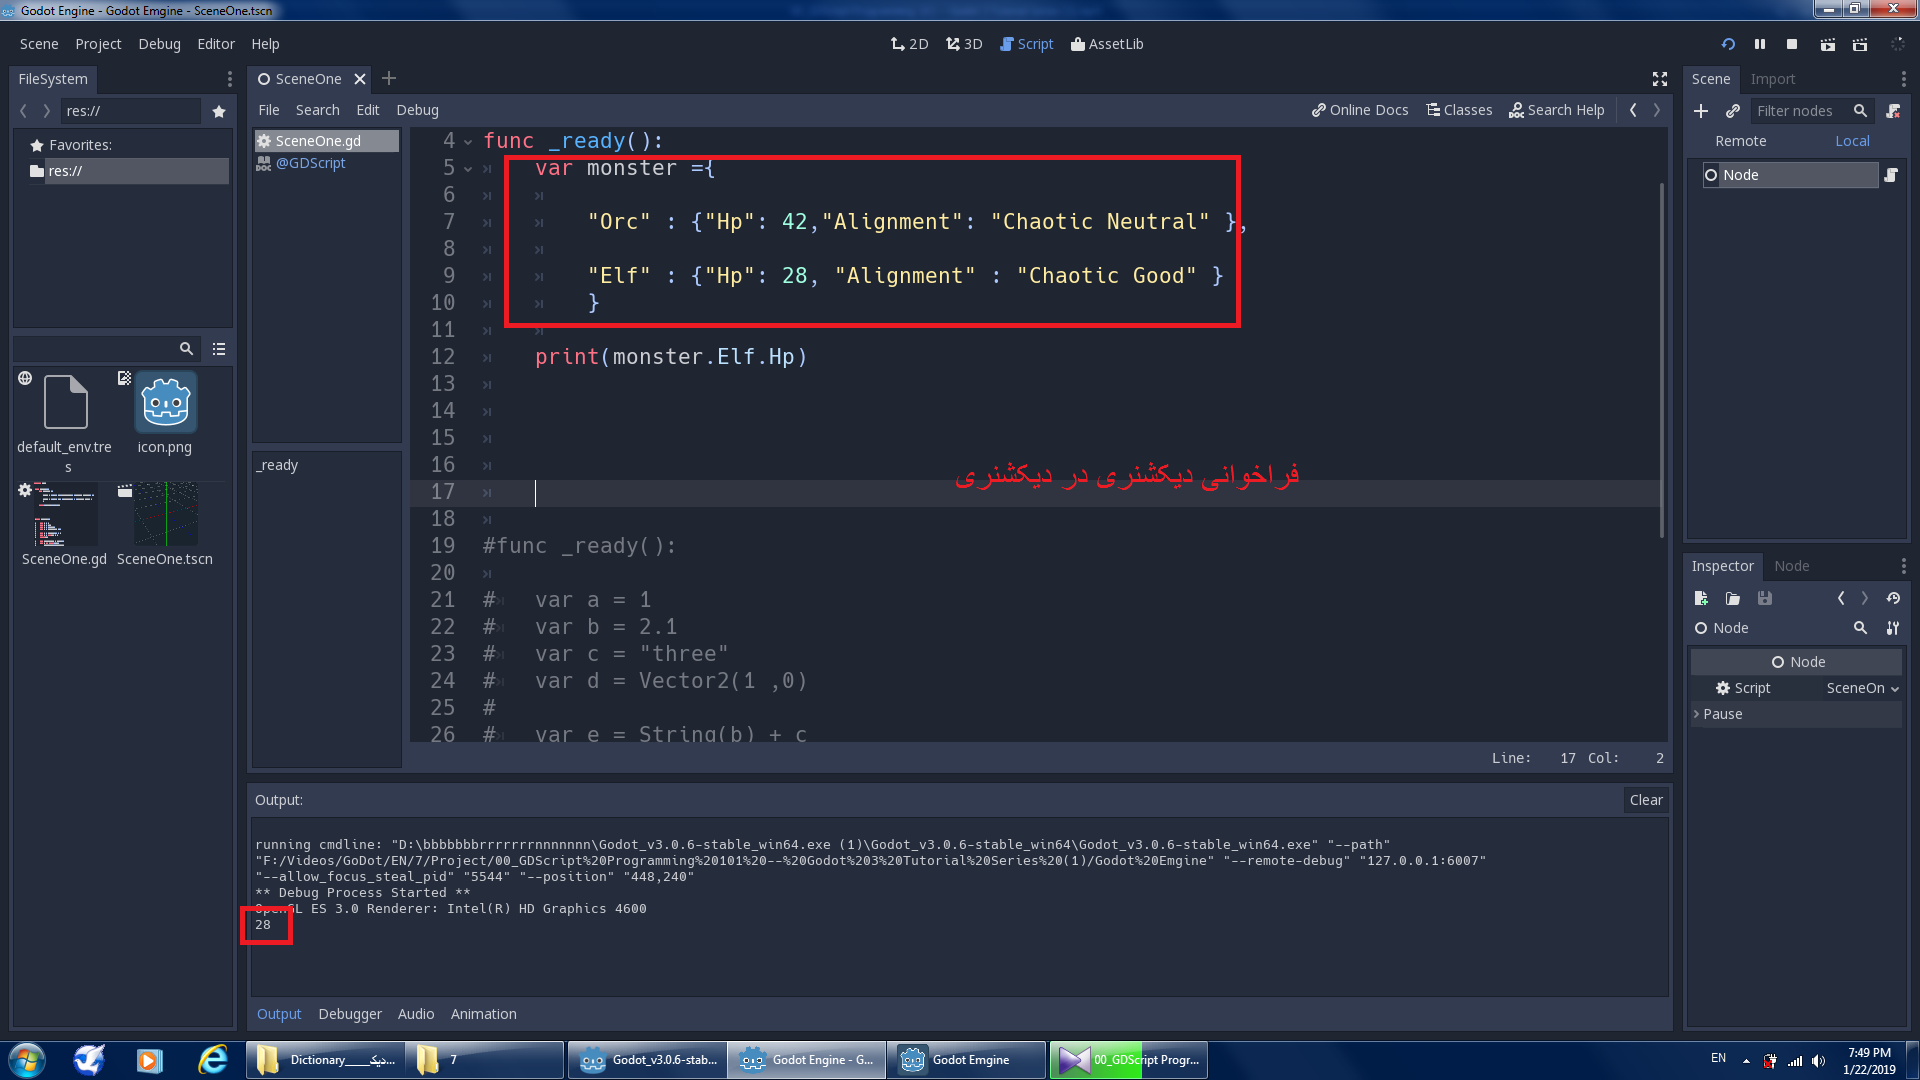 Godot Engine - Godot Emgine - SceneOne.tscn
Scene Project Debug Editor Help
2D 3D Script AssetLib
FileSystem
SceneOne
Scene Import
res://
File Search Edit Debug
Online Docs Classes Search Help
Filter nodes
Favorites:
res://
SceneOne.gd
@GDScript
Remote Local
Node
4 func _ready():
5 var monster ={
6
7 "Orc" : {"Hp": 42,"Alignment": "Chaotic Neutral" },
8
9 "Elf" : {"Hp": 28, "Alignment" : "Chaotic Good" }
10 }
11
12 print(monster.Elf.Hp)
13
14
15
16
فراخوانی دیکشنری در دیکشنری
17
18
19 #func _ready():
20
21 # var a = 1
22 # var b = 2.1
23 # var c = "three"
24 # var d = Vector2(1 ,0)
25 #
26 # var e = String(b) + c
default_env.tres
icon.png
SceneOne.gd
SceneOne.tscn
_ready
Line: 17 Col: 2
Inspector Node
Node
Node
Script SceneOn
Pause
Output:
Clear
running cmdline: "D:\bbbbbbbrrrrrrrnnnnnnn\Godot_v3.0.6-stable_win64.exe (1)\Godot_v3.0.6-stable_win64\Godot_v3.0.6-stable_win64.exe" "--path"
"F:/Videos/GoDot/EN/7/Project/00_GDScript%20Programming%20101%20--%20Godot%203%20Tutorial%20Series%20(1)/Godot%20Emgine" "--remote-debug" "127.0.0.1:6007"
"--allow_focus_steal_pid" "5544" "--position" "448,240"
** Debug Process Started **
OpenGL ES 3.0 Renderer: Intel(R) HD Graphics 4600
28
Output Debugger Audio Animation
Dictionary____دیک...
7
Godot_v3.0.6-stab...
Godot Engine - G...
Godot Emgine
00_GDScript Progr...
EN
7:49 PM
1/22/2019